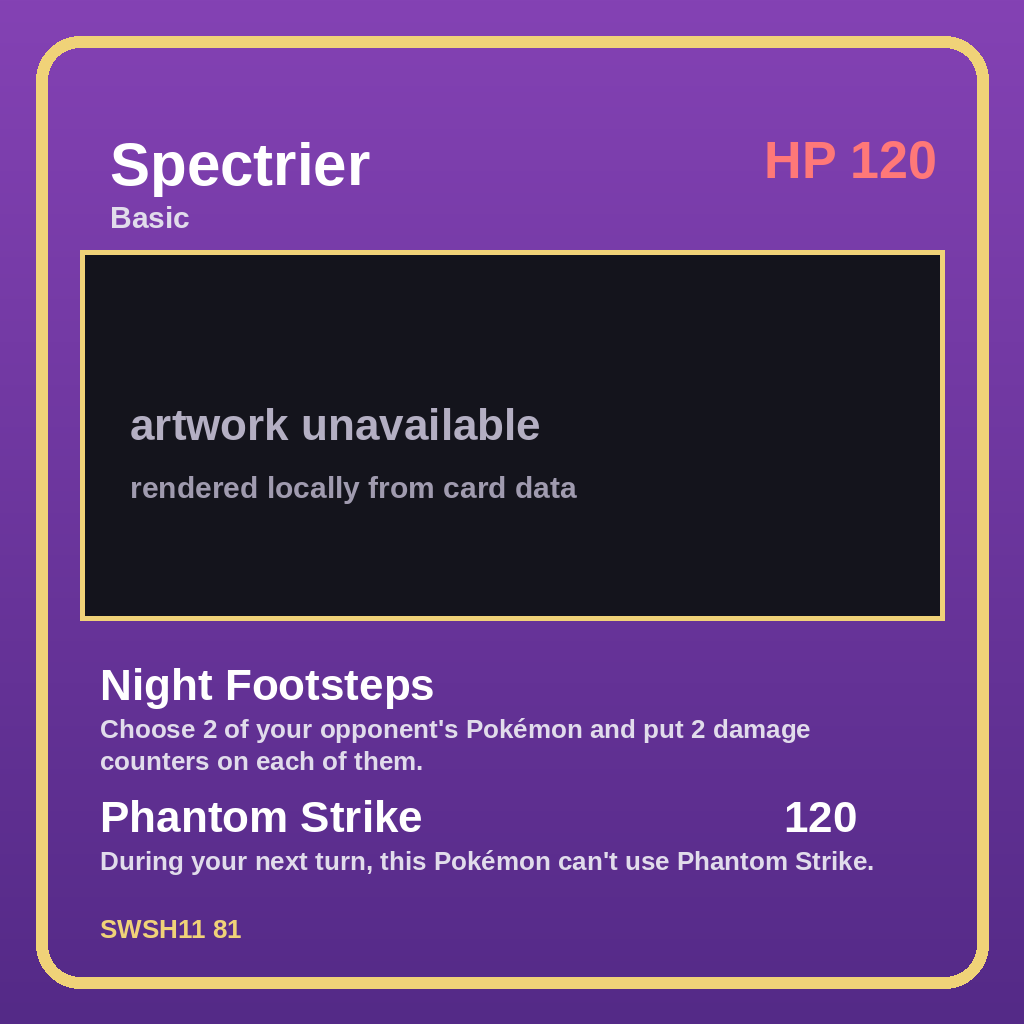 Spectrier
HP 120
Basic
artwork unavailable
rendered locally from card data
Night Footsteps
Choose 2 of your opponent's Pokémon and put 2 damage
counters on each of them.
Phantom Strike 120
During your next turn, this Pokémon can't use Phantom Strike.
SWSH11 81